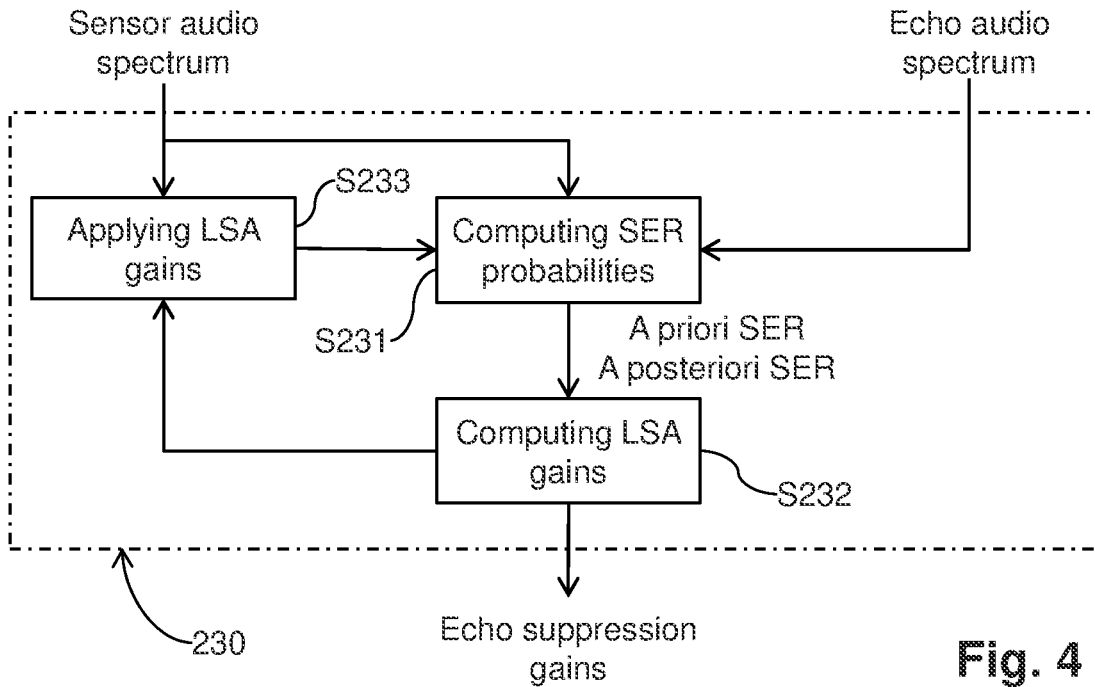 Sensor audio
spectrum
Echo audio
spectrum
S233
Applying LSA
gains
Computing SER
probabilities
S231
A priori SER
A posteriori SER
Computing LSA
gains
S232
230
Echo suppression
gains
Fig. 4